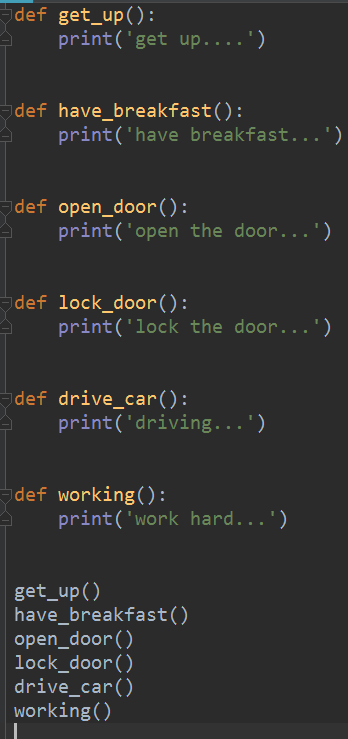 def get_up():
    print('get up....')
def have_breakfast():
    print('have breakfast...')
def open_door():
    print('open the door...')
def lock_door():
    print('lock the door...')
def drive_car():
    print('driving...')
def working():
    print('work hard...')
get_up()
have_breakfast()
open_door()
lock_door()
drive_car()
working()